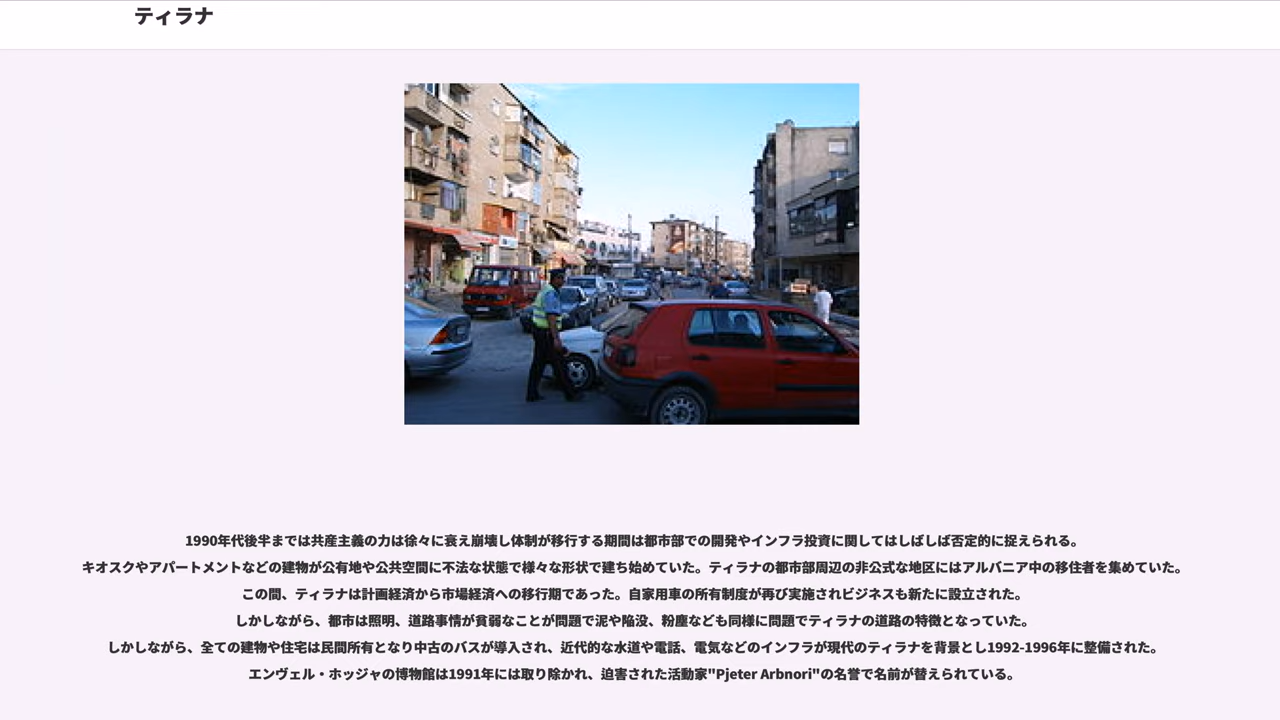 ティラナ
1990年代後半までは共産主義の力は徐々に衰え崩壊し体制が移行する期間は都市部での開発やインフラ投資に関してはしばしば否定的に捉えられる。
キオスクやアパートメントなどの建物が公有地や公共空間に不法な状態で様々な形状で建ち始めていた。ティラナの都市部周辺の非公式な地区にはアルバニア中の移住者を集めていた。
この間、ティラナは計画経済から市場経済への移行期であった。自家用車の所有制度が再び実施されビジネスも新たに設立された。
しかしながら、都市は照明、道路事情が貧弱なことが問題で泥や陥没、粉塵なども同様に問題でティラナの道路の特徴となっていた。
しかしながら、全ての建物や住宅は民間所有となり中古のバスが導入され、近代的な水道や電話、電気などのインフラが現代のティラナを背景とし1992-1996年に整備された。
エンヴェル・ホッジャの博物館は1991年には取り除かれ、迫害された活動家"Pjeter Arbnori"の名誉で名前が替えられている。